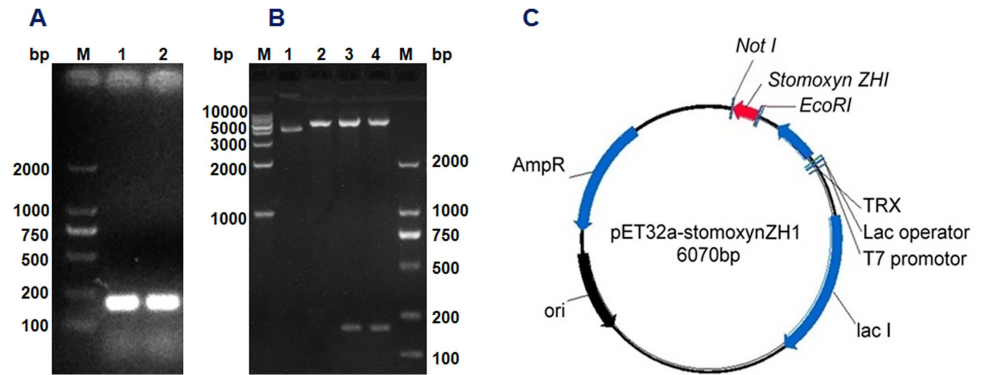 A
bp M 1 2
2000
1000
750
500
200
100
B
bp M 1 2 3 4 M bp
10000
5000
3000
2000
1000
2000
1000
750
500
200
100
C
Not I
Stomoxyn ZHI
EcoRI
AmpR
TRX
Lac operator
T7 promotor
pET32a-stomoxynZH1
6070bp
ori
lac I